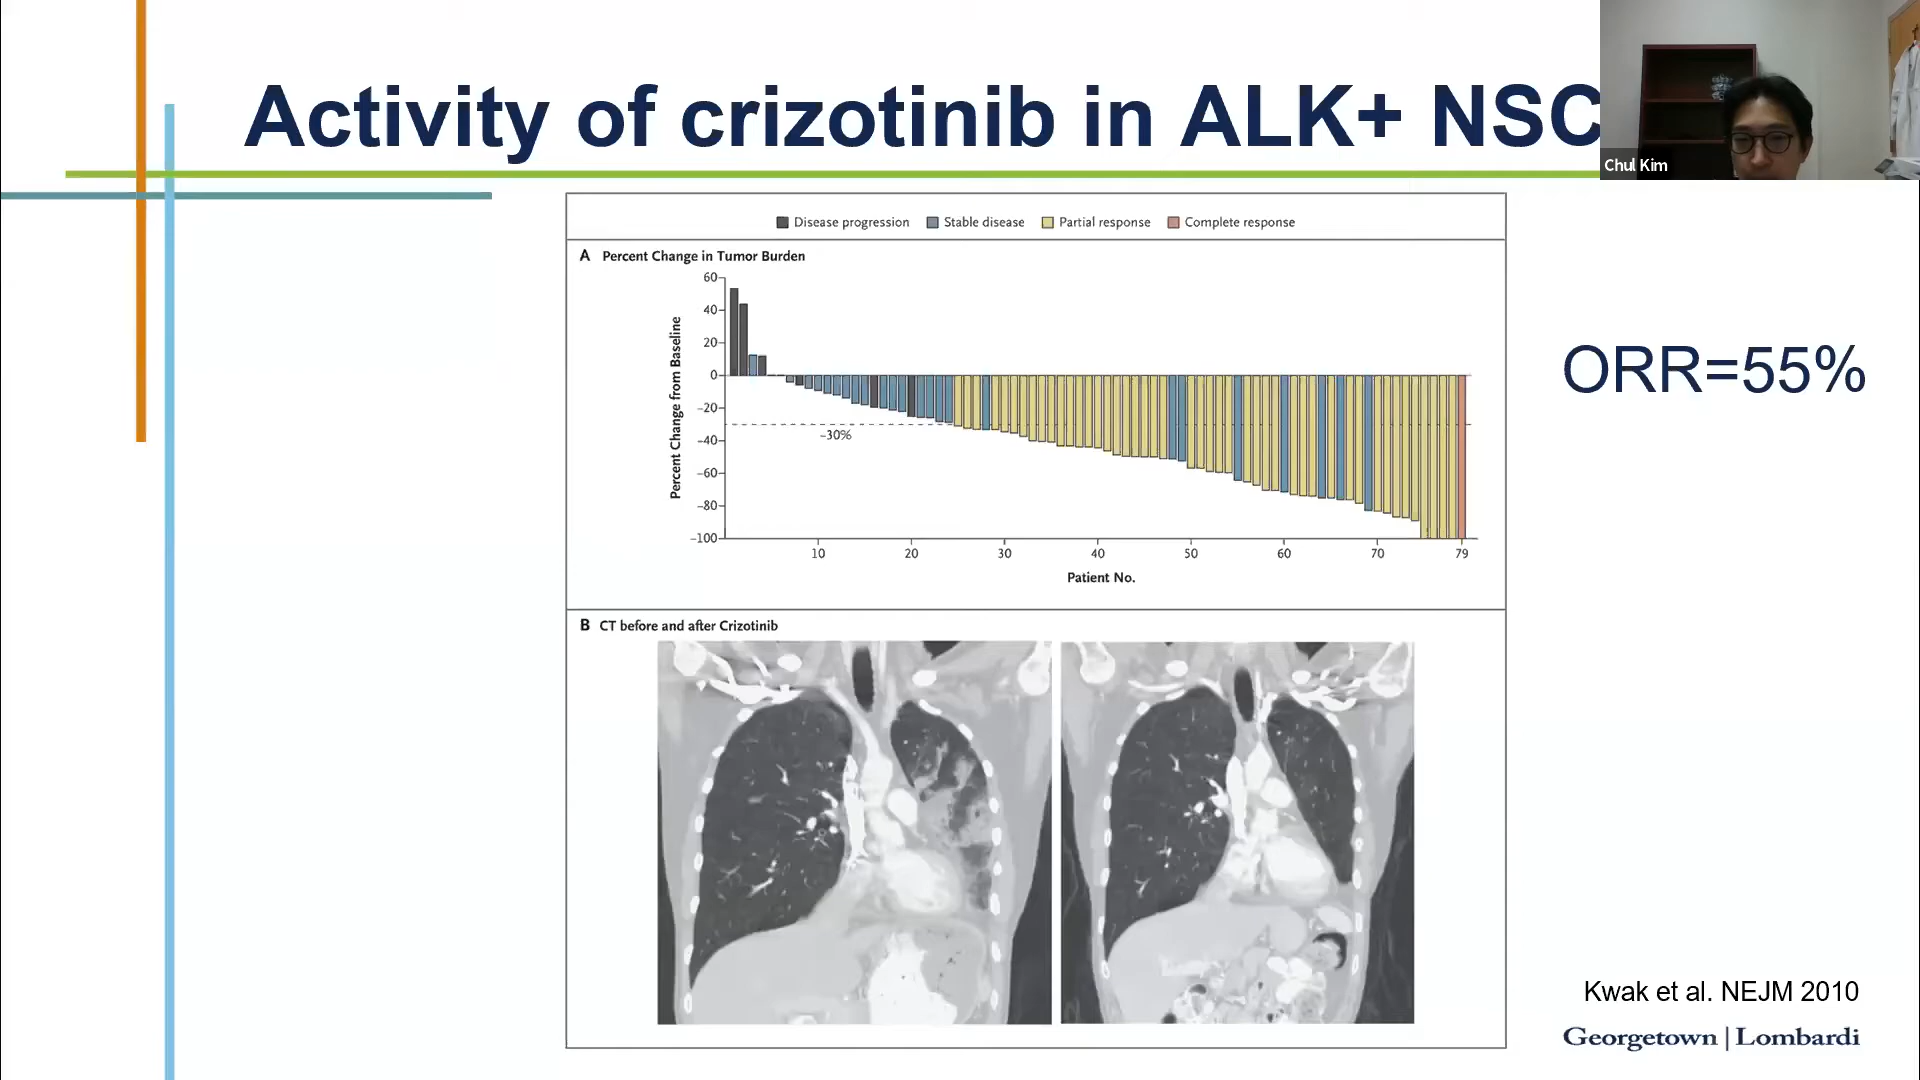 Activity of crizotinib in ALK+ NSC
Chul Kim
Disease progression Stable disease Partial response Complete response
A Percent Change in Tumor Burden
Percent Change from Baseline
60
40
20
0
–20
–30%
–40
–60
–80
–100
10 20 30 40 50 60 70 79
Patient No.
ORR=55%
B CT before and after Crizotinib
Kwak et al. NEJM 2010
Georgetown | Lombardi